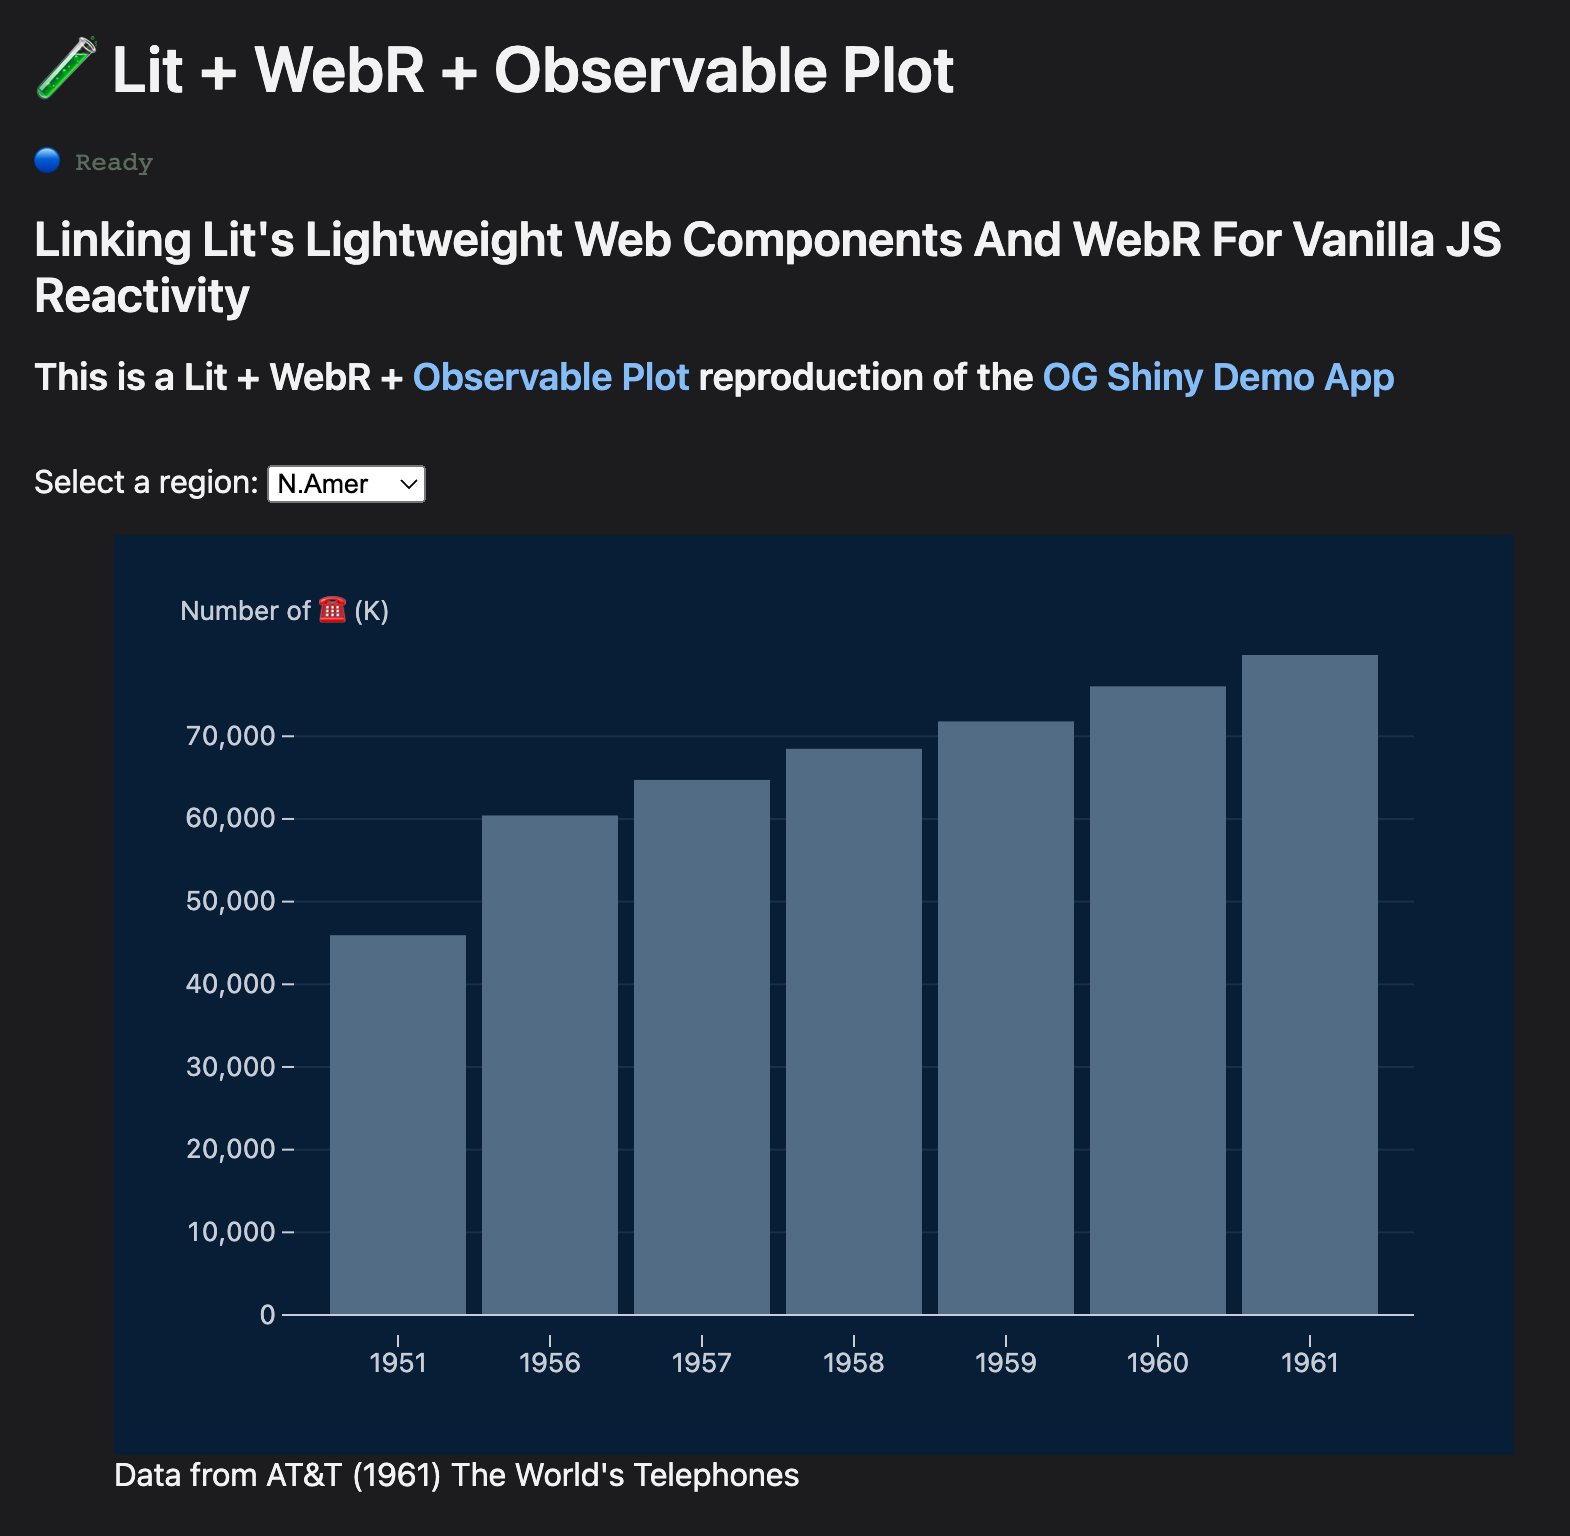 Lit + WebR + Observable Plot
Ready
Linking Lit's Lightweight Web Components And WebR For Vanilla JS
Reactivity
This is a Lit + WebR + Observable Plot reproduction of the OG Shiny Demo App
Select a region: N.Amer
Number of ☎️ (K)
70,000
60,000
50,000
40,000
30,000
20,000
10,000
0
1951 1956 1957 1958 1959 1960 1961
Data from AT&T (1961) The World's Telephones